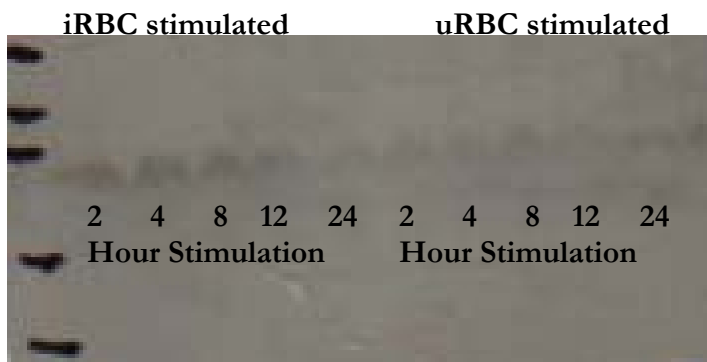 iRBC stimulated uRBC stimulated
2 4 8 12 24 2 4 8 12 24
Hour Stimulation Hour Stimulation